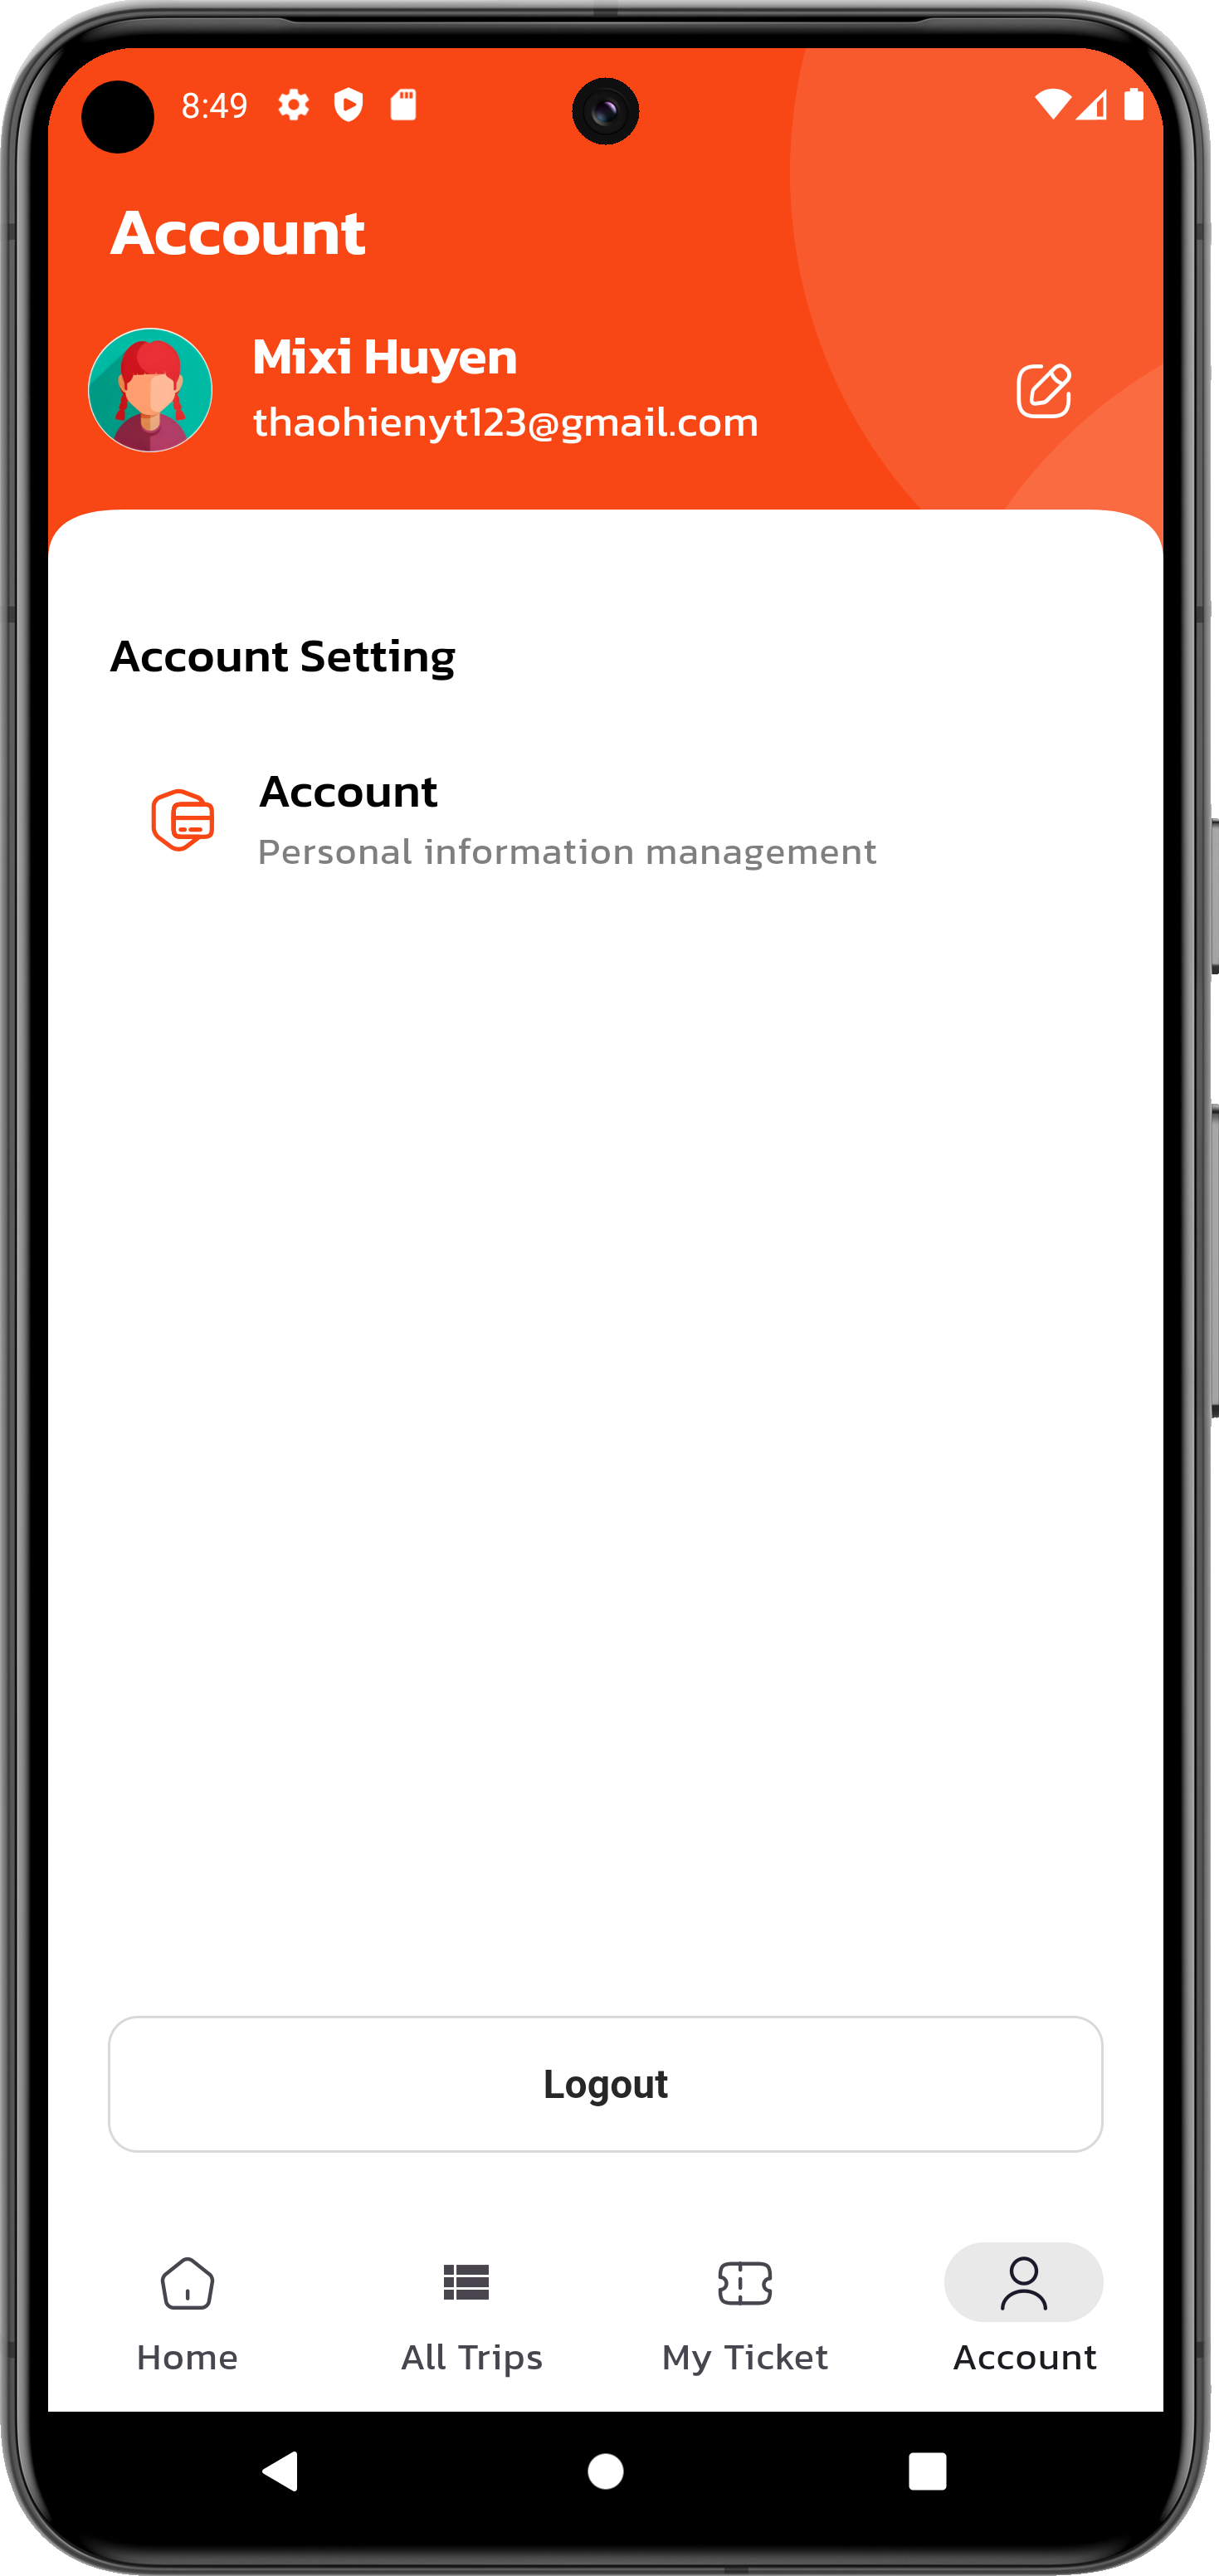 8:49
Account
Mixi Huyen
thaohienyt123@gmail.com
Account Setting
Account
Personal information management
Logout
Home
All Trips
My Ticket
Account